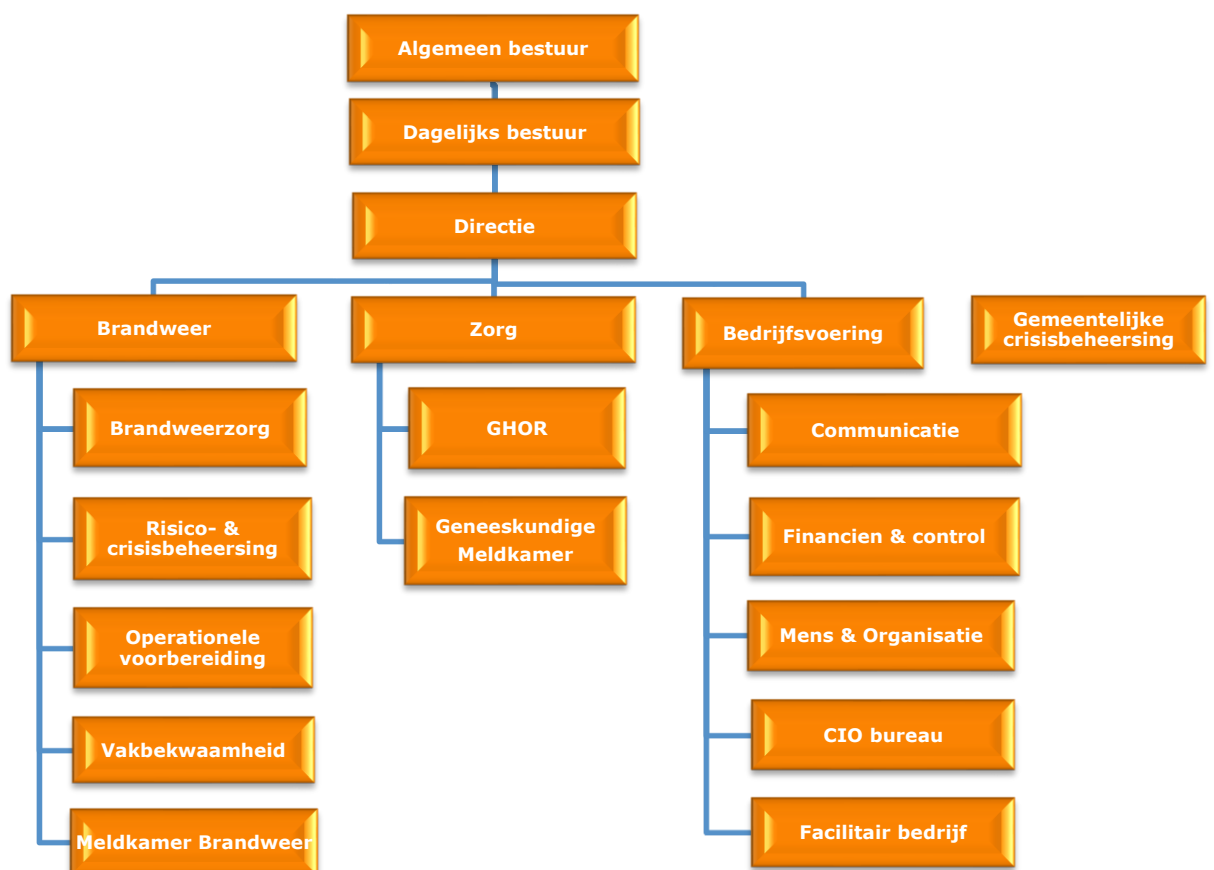 Algemeen bestuur
Dagelijks bestuur
Directie
Brandweer
Zorg
Bedrijfsvoering
Gemeentelijke
crisisbeheersing
Brandweerzorg
Risico- &
crisisbeheersing
Operationele
voorbereiding
Vakbekwaamheid
Meldkamer Brandweer
GHOR
Geneeskundige
Meldkamer
Communicatie
Financien & control
Mens & Organisatie
CIO bureau
Facilitair bedrijf